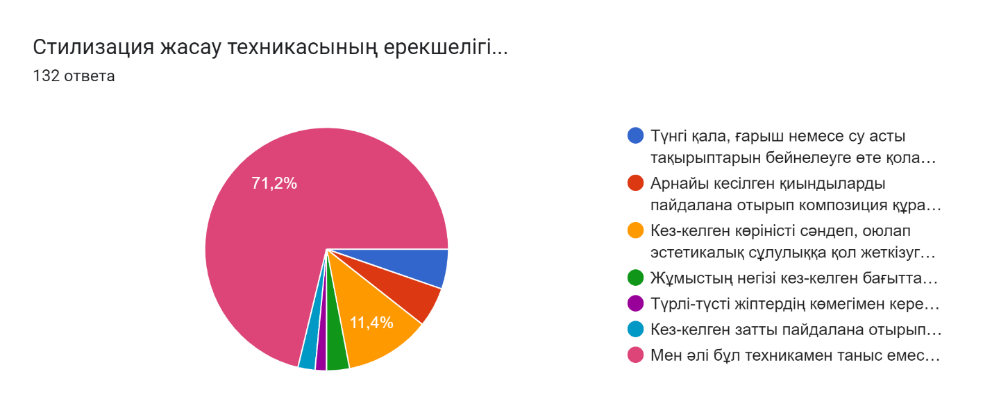 Стилизация жасау техникасының ерекшелігі...
132 ответа
71,2%
11,4%
Түнгі қала, ғарыш немесе су асты
тақырыптарын бейнелеуге өте қола…
Арнайы кесілген қиындыларды
пайдалана отырып композиция құра…
Кез-келген көріністі сәндеп, оюлап
эстетикалық сұлулыққа қол жеткізуг…
Жұмыстың негізі кез-келген бағытта…
Түрлі-түсті жіптердің көмегімен кере…
Кез-келген затты пайдалана отырып…
Мен әлі бұл техникамен таныс емес…